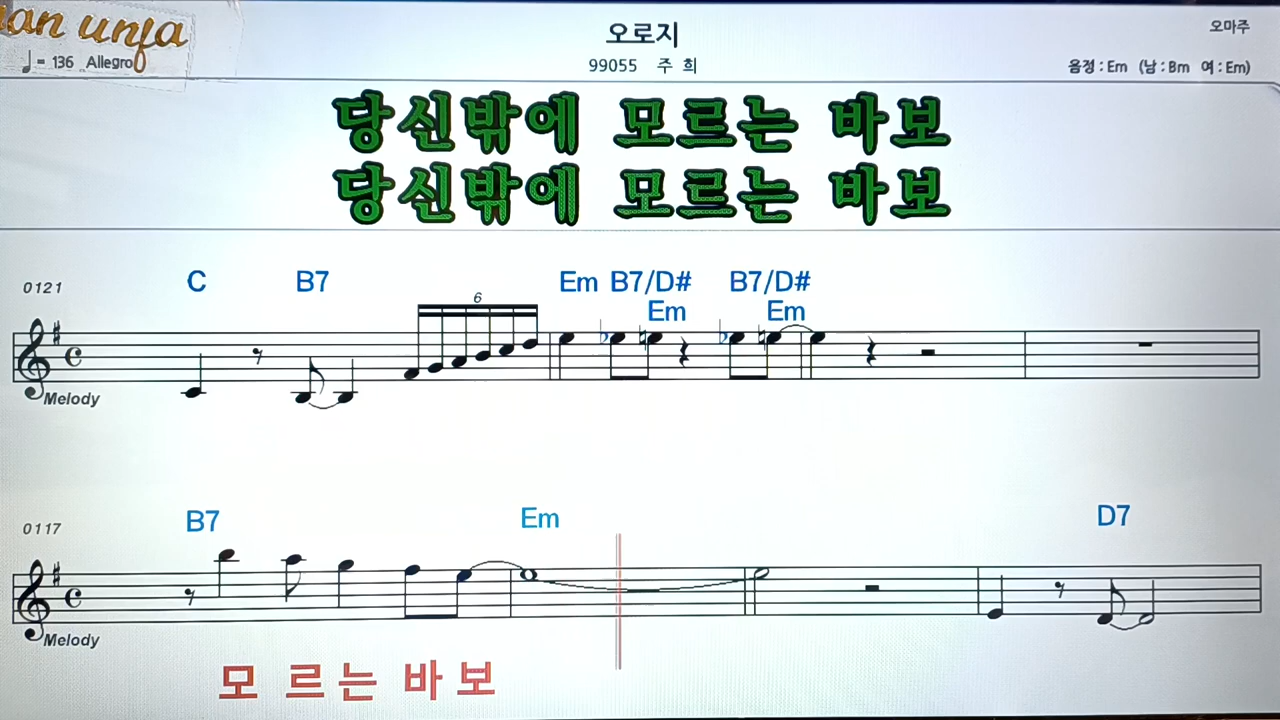 오로지
오마주
♩= 136 Allegro
99055 주 희
음정 : Em (남 : Bm 여 : Em)
당신밖에 모르는 바보
당신밖에 모르는 바보
0121 C B7 6 Em B7/D# Em B7/D# Em
Melody
0117 B7 Em D7
Melody
모 르 는 바 보